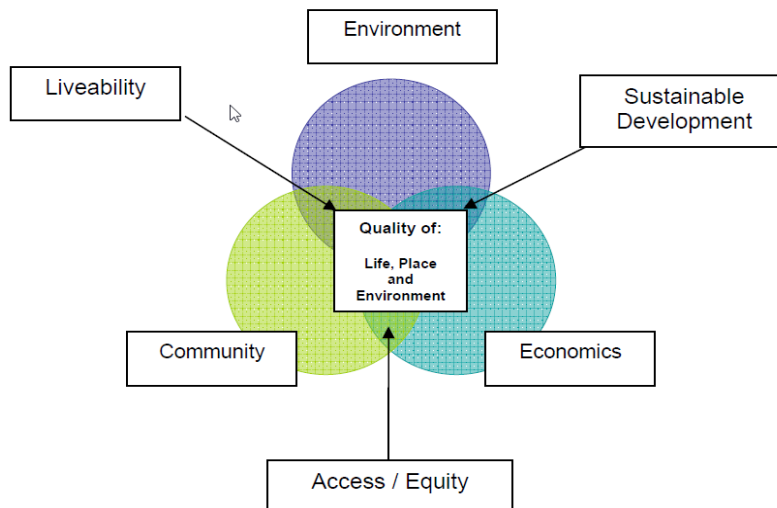 Environment
Liveability
Sustainable
Development
Quality of:
Life, Place
and
Environment
Community
Economics
Access / Equity